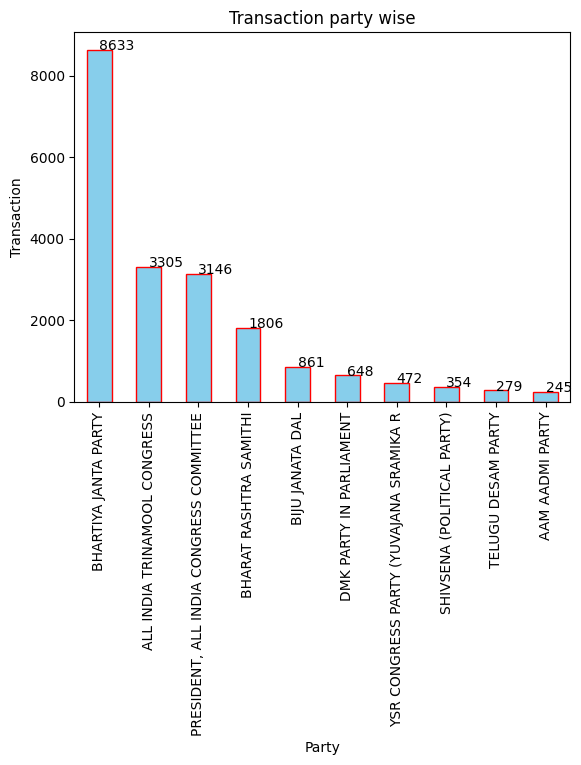 Transaction party wise
8633
8000
6000
Transaction
4000
3305
3146
2000
1806
861
648
472
354
279
245
0
BHARTIYA JANTA PARTY
ALL INDIA TRINAMOOL CONGRESS
PRESIDENT, ALL INDIA CONGRESS COMMITTEE
BHARAT RASHTRA SAMITHI
BIJU JANATA DAL
DMK PARTY IN PARLIAMENT
YSR CONGRESS PARTY (YUVAJANA SRAMIKA R
SHIVSENA (POLITICAL PARTY)
TELUGU DESAM PARTY
AAM AADMI PARTY
Party